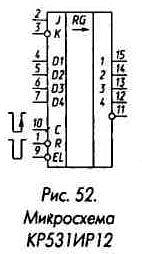 2 J RG
3 K
4 D1 1 15
5 D2 2 14
6 D3 3 13
7 D4 4 12
11
10 C
1 R
9 EL
Рис. 52.
Микросхема
КР531ИР12